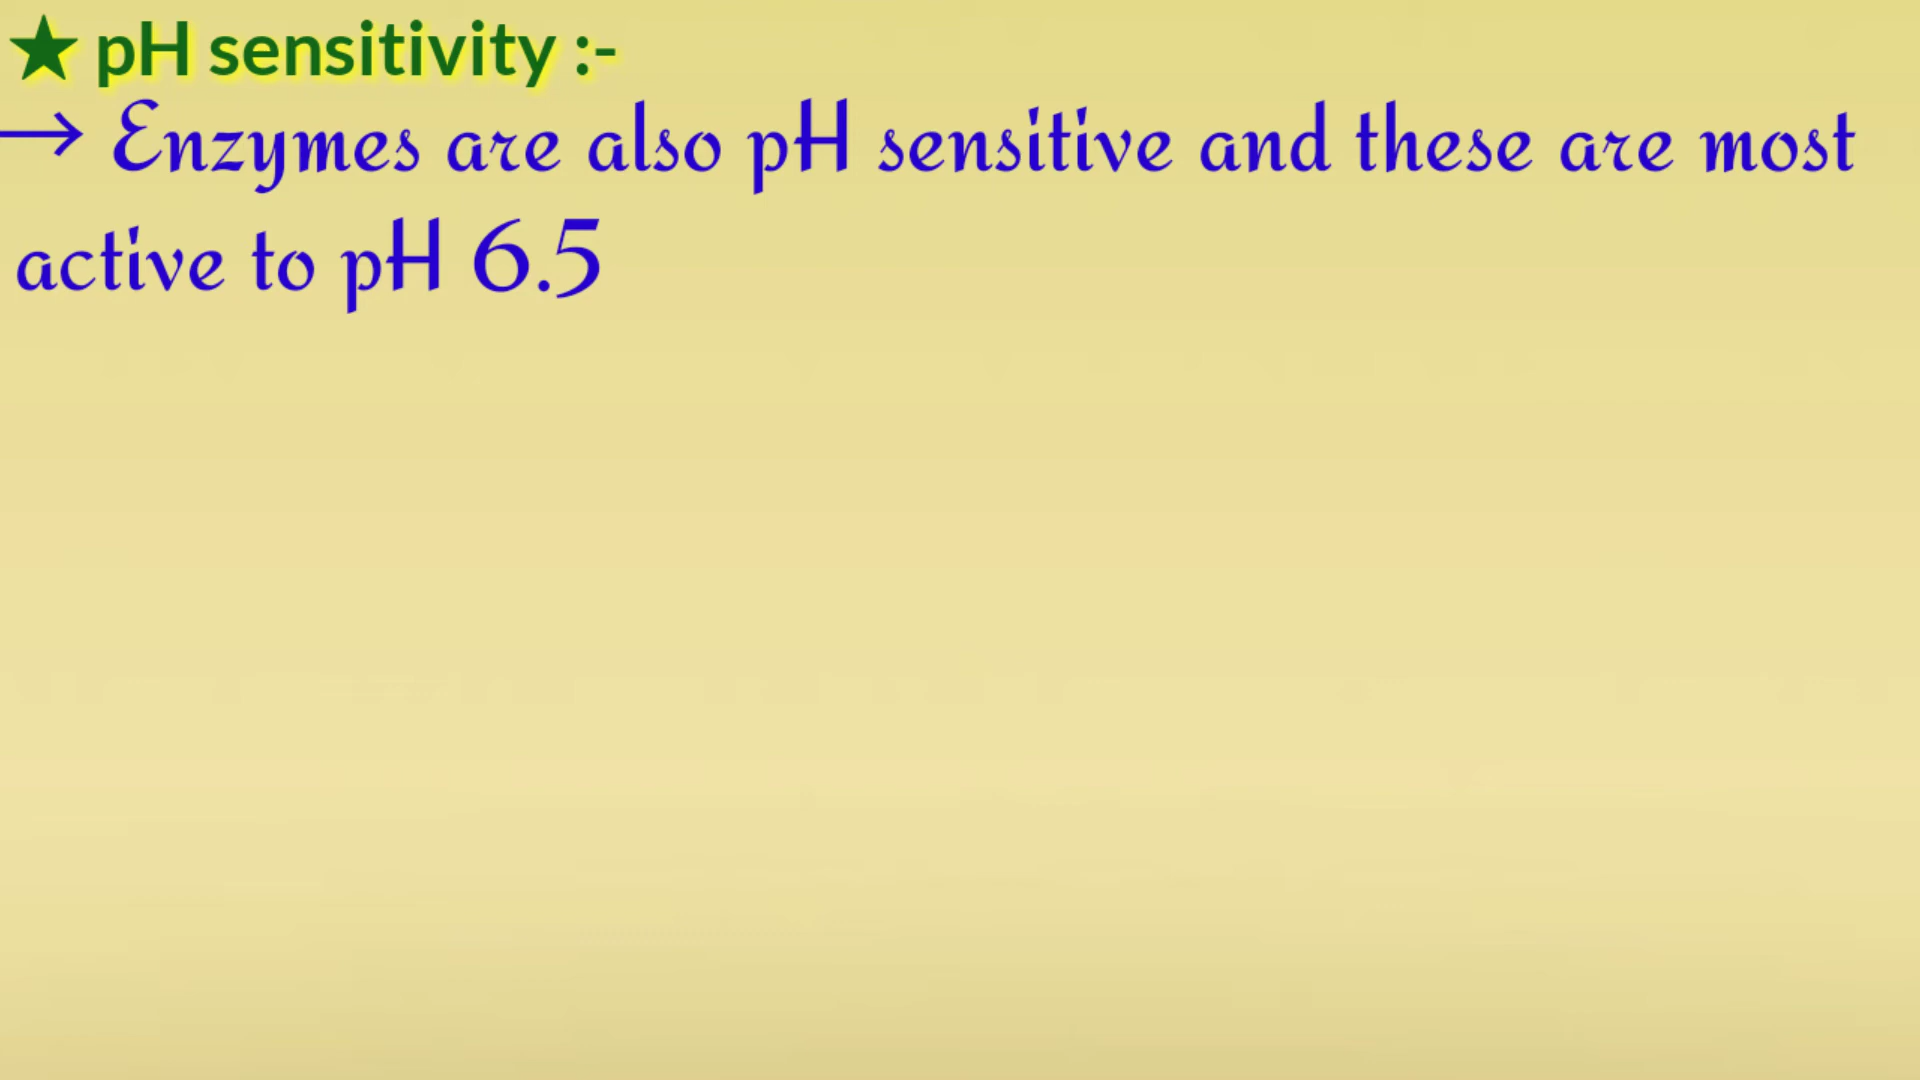 ★ pH sensitivity :-
→ Enzymes are also pH sensitive and these are most
active to pH 6.5